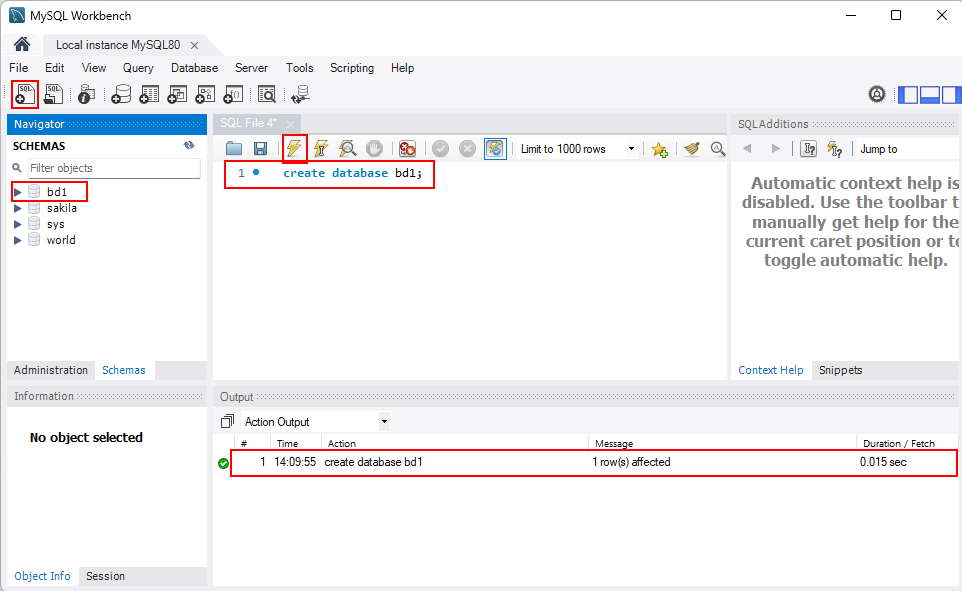 MySQL Workbench
Local instance MySQL80
File Edit View Query Database Server Tools Scripting Help
Navigator
SCHEMAS
Filter objects
bd1
sakila
sys
world
Administration Schemas
Information
No object selected
Object Info Session
SQL File 4*
Limit to 1000 rows
1 create database bd1;
SQLAdditions
Jump to
Automatic context help is
disabled. Use the toolbar t
manually get help for the
current caret position or to
toggle automatic help.
Context Help Snippets
Output
Action Output
# Time Action Message Duration / Fetch
1 14:09:55 create database bd1 1 row(s) affected 0.015 sec